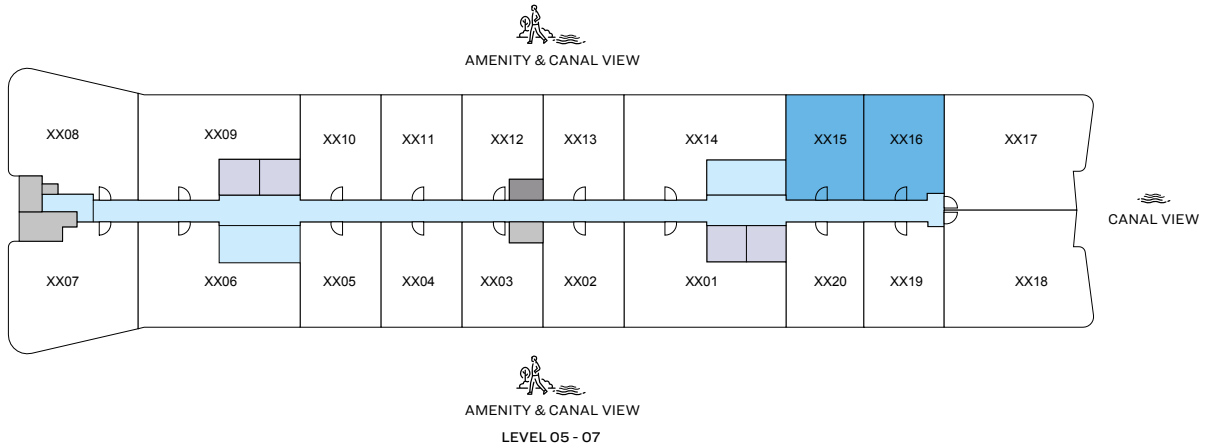 AMENITY & CANAL VIEW
XX08
XX09
XX10
XX11
XX12
XX13
XX14
XX15
XX16
XX17
CANAL VIEW
XX07
XX06
XX05
XX04
XX03
XX02
XX01
XX20
XX19
XX18
AMENITY & CANAL VIEW
LEVEL 05 - 07